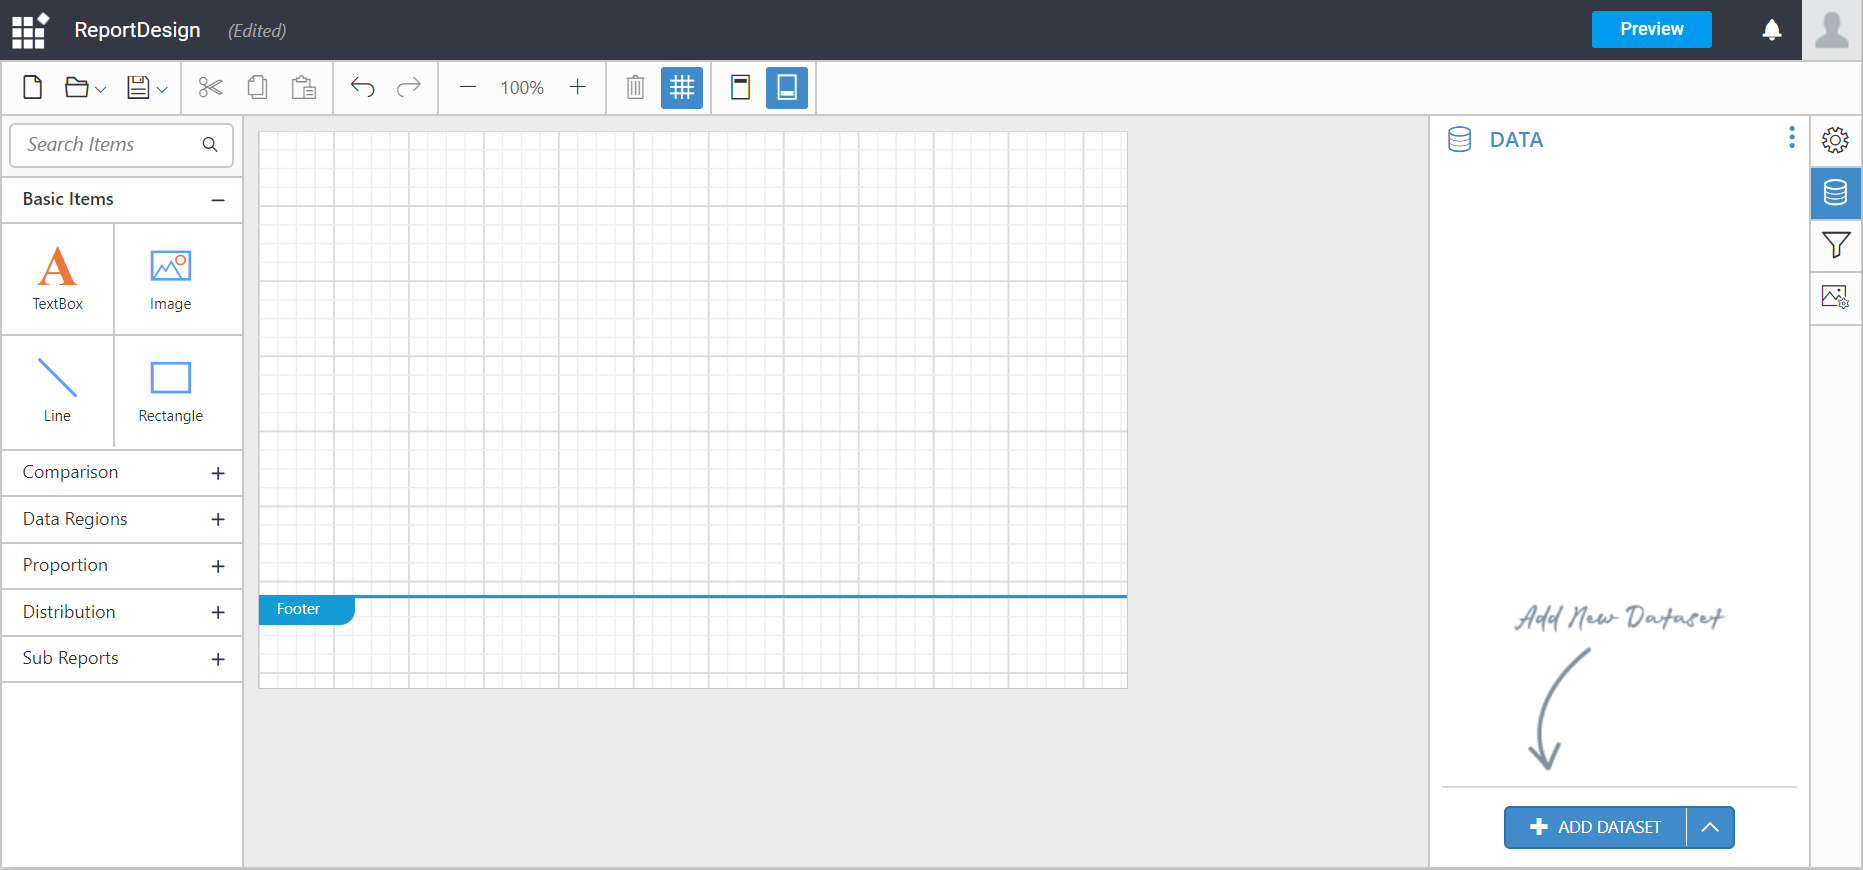 ReportDesign (Edited)
Preview
100%
Search Items
DATA
Basic Items
A
TextBox
Image
Line
Rectangle
Comparison
Data Regions
Proportion
Distribution
Sub Reports
Footer
Add New Dataset
ADD DATASET